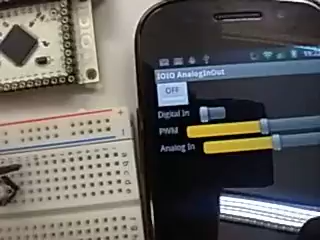 IOIO AnalogInOut
OFF
Digital In
PWM
Analog In